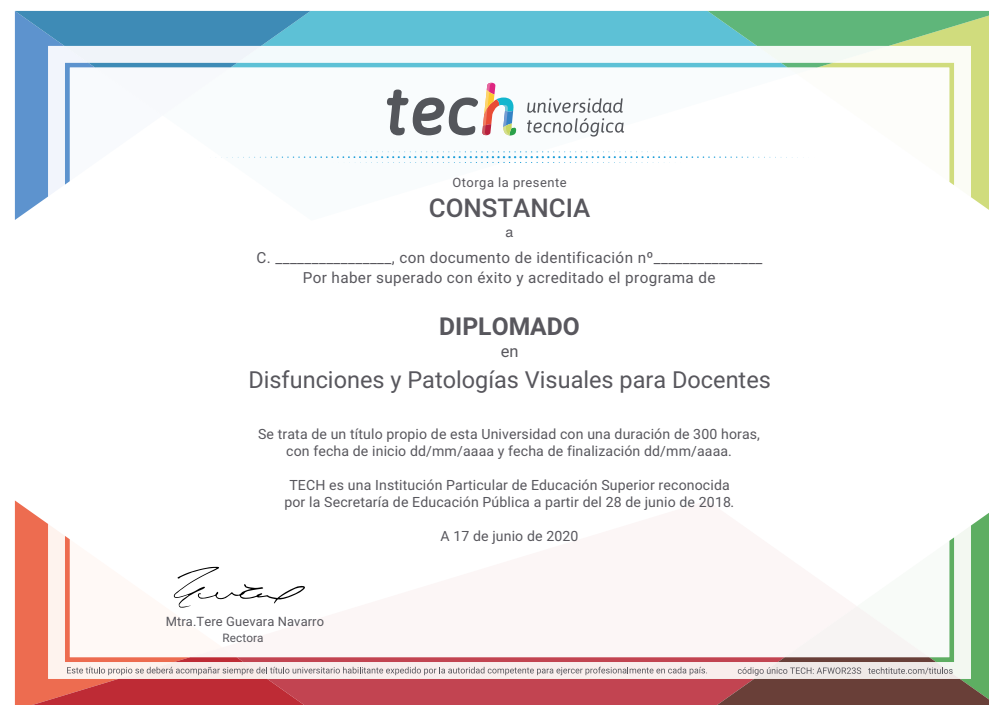 tech universidad
tecnológica
Otorga la presente
CONSTANCIA
a
C. ________________, con documento de identificación nº_______________
Por haber superado con éxito y acreditado el programa de
DIPLOMADO
en
Disfunciones y Patologías Visuales para Docentes
Se trata de un título propio de esta Universidad con una duración de 300 horas,
con fecha de inicio dd/mm/aaaa y fecha de finalización dd/mm/aaaa.
TECH es una Institución Particular de Educación Superior reconocida
por la Secretaría de Educación Pública a partir del 28 de junio de 2018.
A 17 de junio de 2020
Mtra.Tere Guevara Navarro
Rectora
Este título propio se deberá acompañar siempre del título universitario habilitante expedido por la autoridad competente para ejercer profesionalmente en cada país. código único TECH: AFWOR23S techtitute.com/titulos